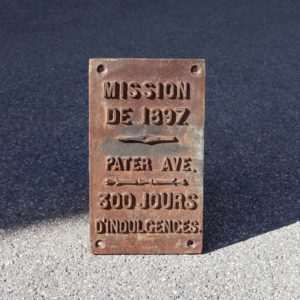 MISSION
DE 1897
PATER AVE.
300 JOURS
D'INDULGENCES.